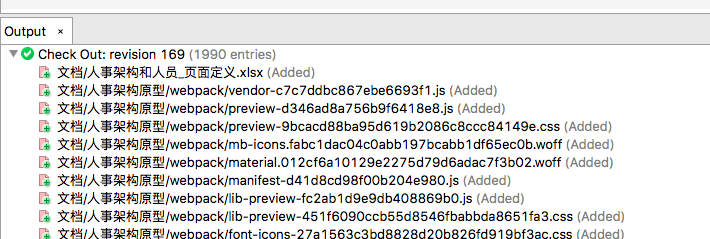 Output ×
Check Out: revision 169 (1990 entries)
文档/人事架构和人员_页面定义.xlsx (Added)
文档/人事架构原型/webpack/vendor-c7c7ddbc867ebe6693f1.js (Added)
文档/人事架构原型/webpack/preview-d346ad8a756b9f6418e8.js (Added)
文档/人事架构原型/webpack/preview-9bcacd88ba95d619b2086c8ccc84149e.css (Added)
文档/人事架构原型/webpack/mb-icons.fabc1dac04c0abb197bcabb1df65ec0b.woff (Added)
文档/人事架构原型/webpack/material.012cf6a10129e2275d79d6adac7f3b02.woff (Added)
文档/人事架构原型/webpack/manifest-d41d8cd98f00b204e980.js (Added)
文档/人事架构原型/webpack/lib-preview-fc2ab1d9e9db408869b0.js (Added)
文档/人事架构原型/webpack/lib-preview-451f6090ccb55d8546fbabbda8651fa3.css (Added)
文档/人事架构原型/webpack/font-icons-27a1563c3bd8828d20b826fd919bf3ac.css (Added)